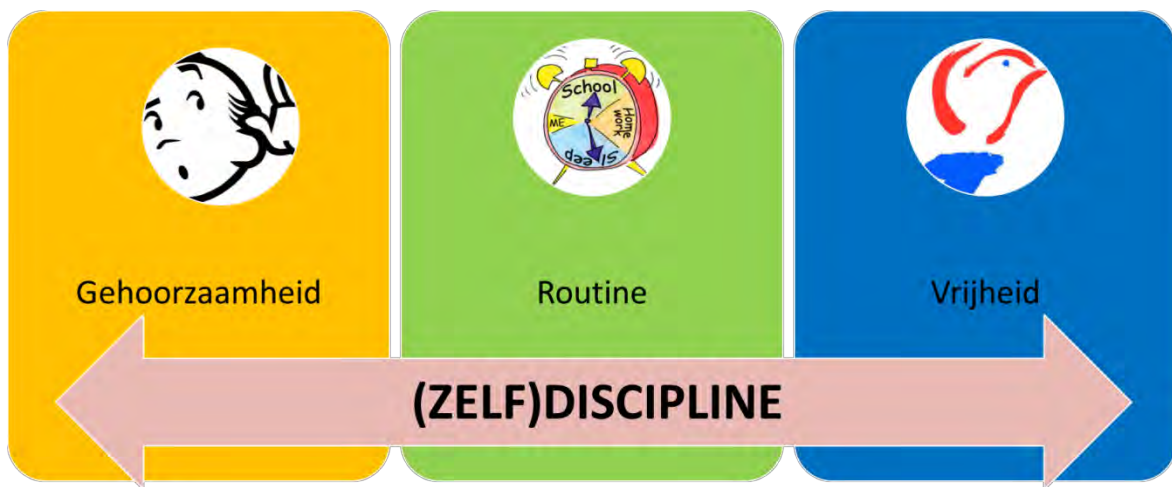 School
Home
work
ME
Sleep
Gehoorzaamheid
Routine
Vrijheid
(ZELF)DISCIPLINE